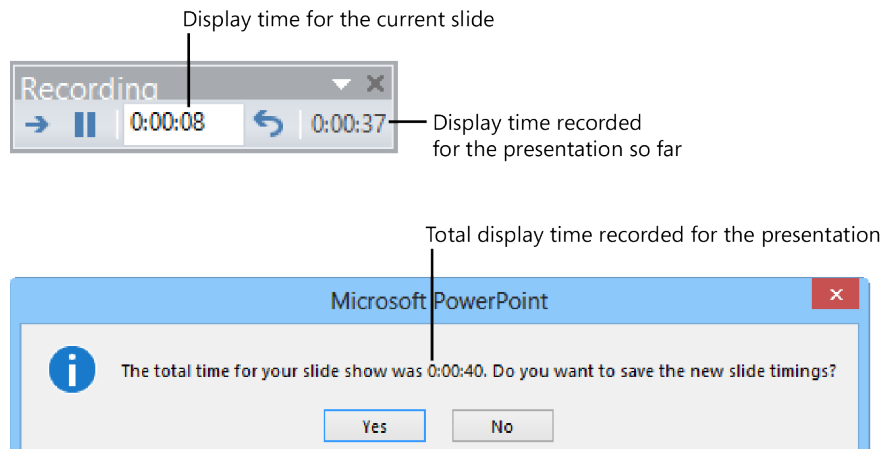 Display time for the current slide
Recording
0:00:08
0:00:37
Display time recorded
for the presentation so far
Total display time recorded for the presentation
Microsoft PowerPoint
The total time for your slide show was 0:00:40. Do you want to save the new slide timings?
Yes No